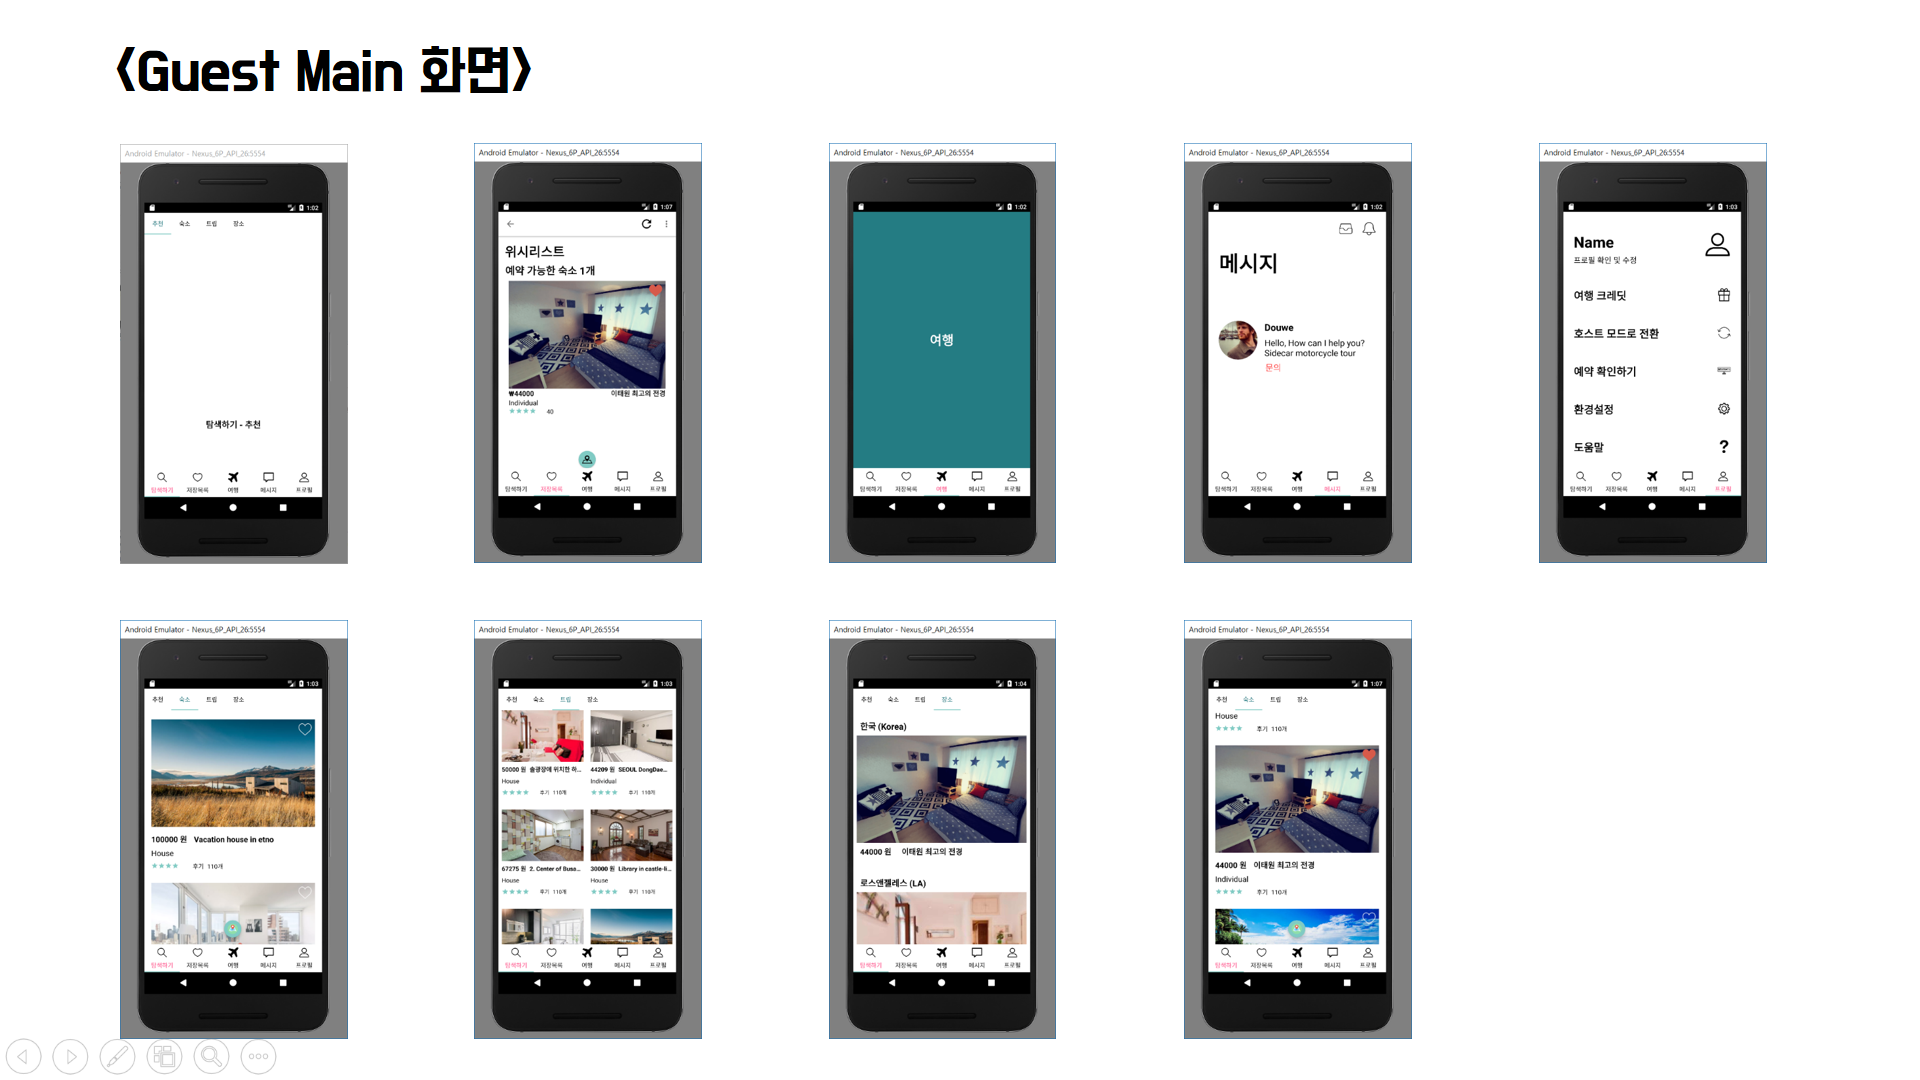 <Guest Main 화면>
Android Emulator - Nexus_6P_API_26:5554
1:02
추천 숙소 트립 장소
탐색하기 - 추천
탐색하기 저장목록 여행 메시지 프로필
Android Emulator - Nexus_6P_API_26:5554
1:07
위시리스트
예약 가능한 숙소 1개
₩44000 이태원 최고의 전경
Individual
40
탐색하기 저장목록 여행 메시지 프로필
Android Emulator - Nexus_6P_API_26:5554
1:02
여행
탐색하기 저장목록 여행 메시지 프로필
Android Emulator - Nexus_6P_API_26:5554
1:02
메시지
Douwe
Hello, How can I help you?
Sidecar motorcycle tour
문의
탐색하기 저장목록 여행 메시지 프로필
Android Emulator - Nexus_6P_API_26:5554
1:03
Name
프로필 확인 및 수정
여행 크레딧
호스트 모드로 전환
예약 확인하기
환경설정
도움말 ?
탐색하기 저장목록 여행 메시지 프로필
Android Emulator - Nexus_6P_API_26:5554
1:03
추천 숙소 트립 장소
100000 원 Vacation house in etno
House
후기 110개
탐색하기 저장목록 여행 메시지 프로필
Android Emulator - Nexus_6P_API_26:5554
1:03
추천 숙소 트립 장소
50000 원 솔광장에 위치한 하... 44209 원 SEOUL DongDae...
House Individual
후기 110개 후기 110개
67275 원 2. Center of Busa... 30000 원 Library in castle-li...
House House
후기 110개 후기 110개
탐색하기 저장목록 여행 메시지 프로필
Android Emulator - Nexus_6P_API_26:5554
1:04
추천 숙소 트립 장소
한국 (Korea)
44000 원 이태원 최고의 전경
로스앤젤레스 (LA)
탐색하기 저장목록 여행 메시지 프로필
Android Emulator - Nexus_6P_API_26:5554
1:07
추천 숙소 트립 장소
House
후기 110개
44000 원 이태원 최고의 전경
Individual
후기 110개
탐색하기 저장목록 여행 메시지 프로필